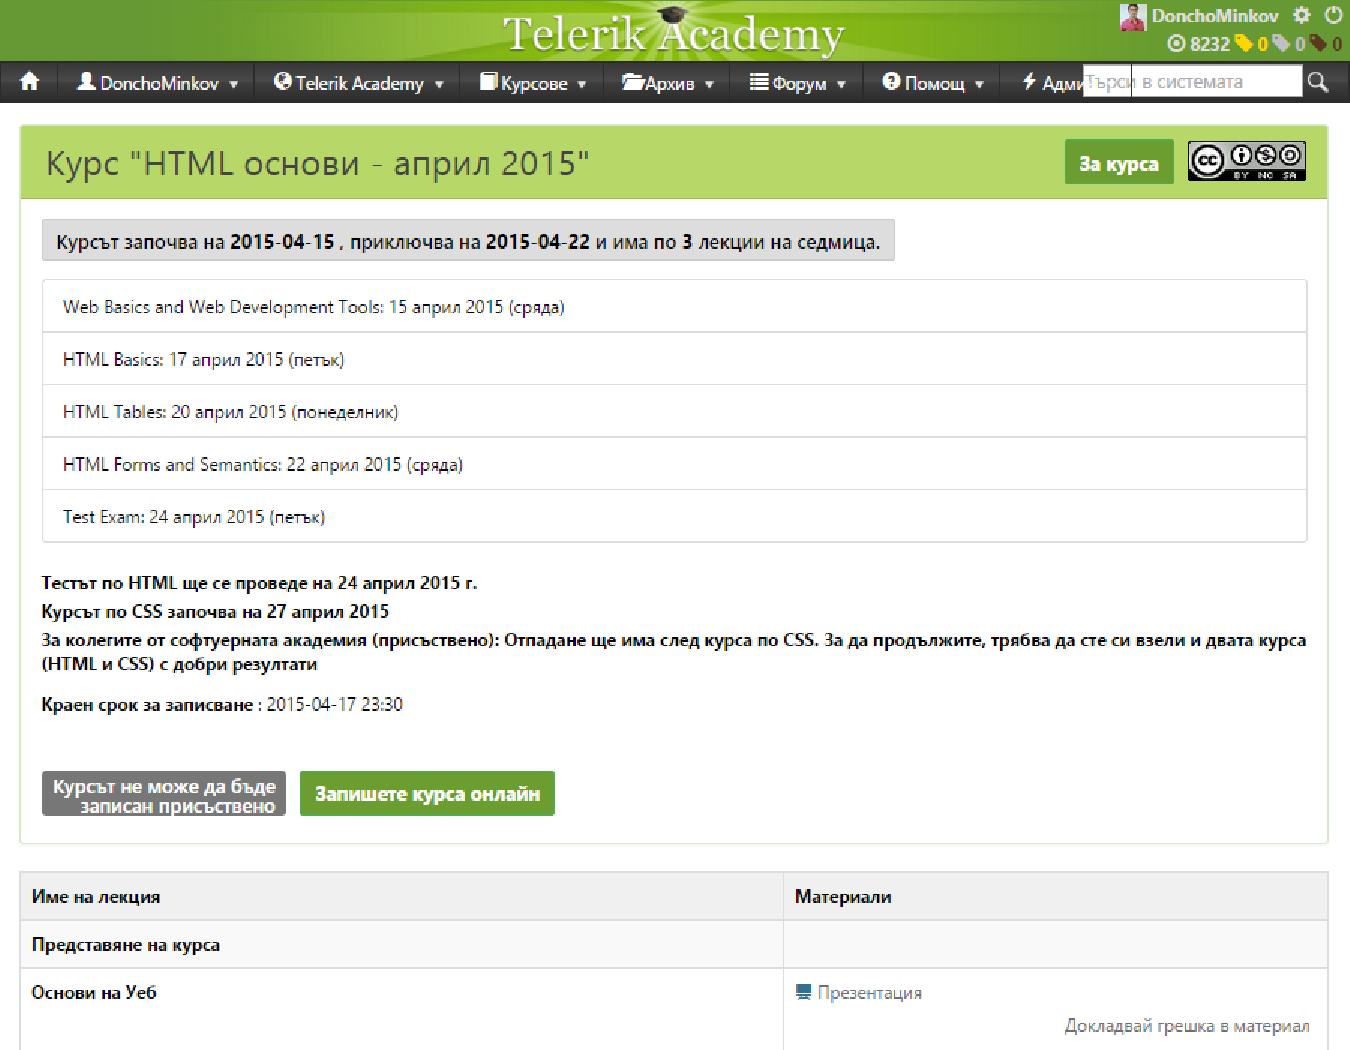 Telerik Academy
DonchoMinkov
8232 0 0 0
DonchoMinkov Telerik Academy Курсове Архив Форум Помощ Търси в системата
Курс "HTML основи - април 2015"
За курса
cc BY NC SA
Курсът започва на 2015-04-15 , приключва на 2015-04-22 и има по 3 лекции на седмица.
Web Basics and Web Development Tools: 15 април 2015 (сряда)
HTML Basics: 17 април 2015 (петък)
HTML Tables: 20 април 2015 (понеделник)
HTML Forms and Semantics: 22 април 2015 (сряда)
Test Exam: 24 април 2015 (петък)
Тестът по HTML ще се проведе на 24 април 2015 г.
Курсът по CSS започва на 27 април 2015
За колегите от софтуерната академия (присъствено): Отпадане ще има след курса по CSS. За да продължите, трябва да сте си взели и двата курса
(HTML и CSS) с добри резултати
Краен срок за записване : 2015-04-17 23:30
Курсът не може да бъде
записан присъствено
Запишете курса онлайн
Име на лекция Материали
Представяне на курса
Основи на Уеб Презентация
Докладвай грешка в материал